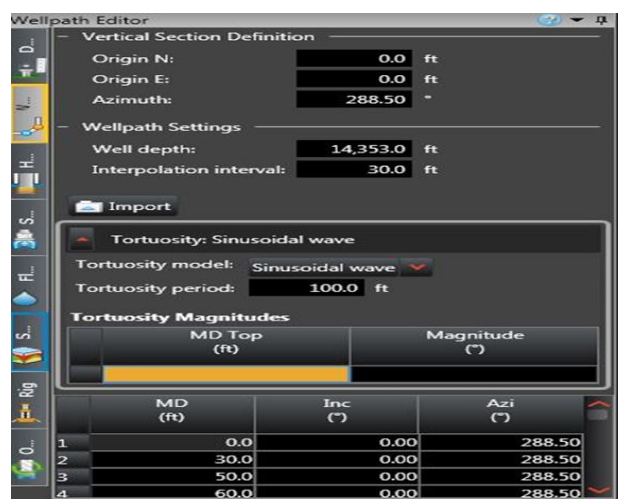 Wellpath Editor
Vertical Section Definition
Origin N: 0.0 ft
Origin E: 0.0 ft
Azimuth: 288.50 °
Wellpath Settings
Well depth: 14,353.0 ft
Interpolation interval: 30.0 ft
Import
Tortuosity: Sinusoidal wave
Tortuosity model: Sinusoidal wave
Tortuosity period: 100.0 ft
Tortuosity Magnitudes
MD Top Magnitude
(ft) (°)
MD Inc Azi
(ft) (°) (°)
1 0.0 0.00 288.50
2 30.0 0.00 288.50
3 50.0 0.00 288.50
4 60.0 0.00 288.50
D...
H...
S...
Fl...
S...
Rig
O...